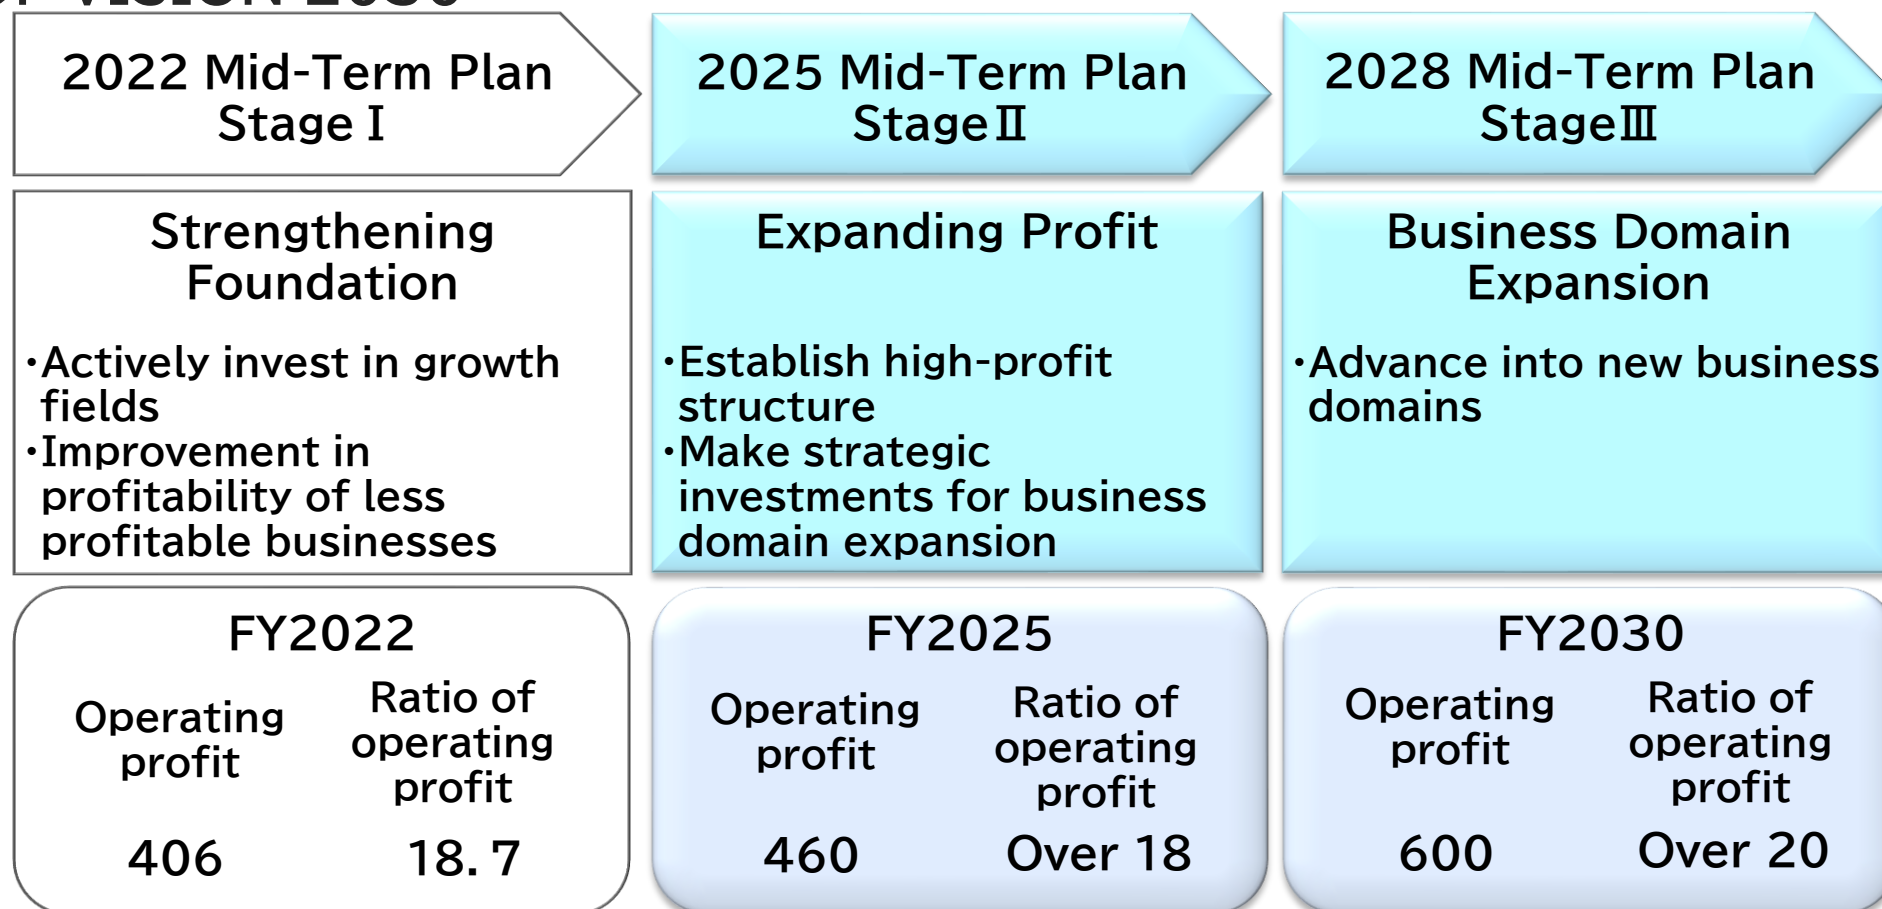 2022 Mid-Term Plan
Stage Ⅰ
2025 Mid-Term Plan
StageⅡ
2028 Mid-Term Plan
StageⅢ
Strengthening
Foundation
・Actively invest in growth
fields
・Improvement in
profitability of less
profitable businesses
Expanding Profit
・Establish high-profit
structure
・Make strategic
investments for business
domain expansion
Business Domain
Expansion
・Advance into new business
domains
FY2022
Operating
profit
Ratio of
operating
profit
406
18.7
FY2025
Operating
profit
Ratio of
operating
profit
460
Over 18
FY2030
Operating
profit
Ratio of
operating
profit
600
Over 20